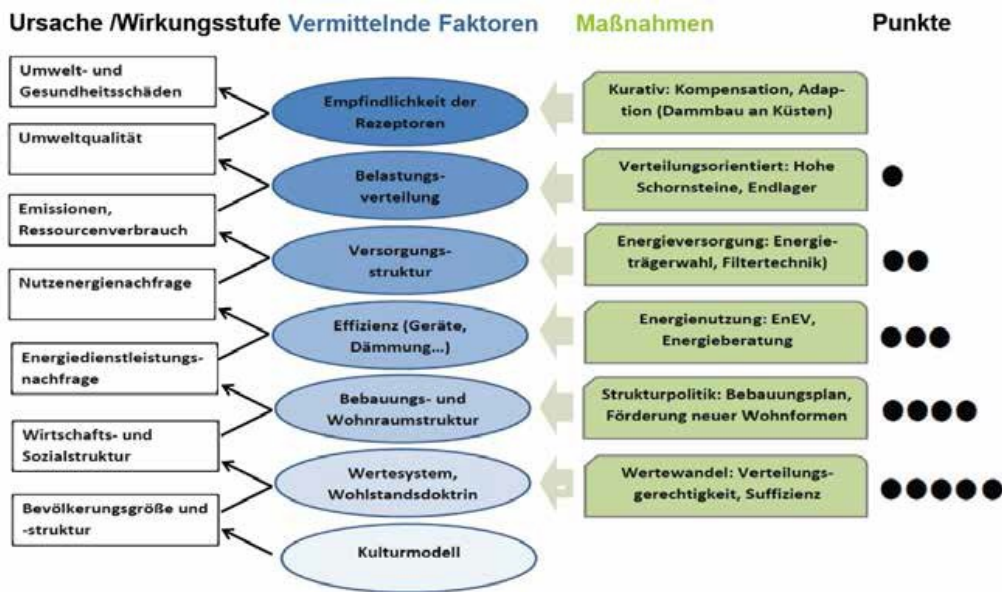 Ursache /Wirkungsstufe
Vermittelnde Faktoren
Maßnahmen
Punkte
Umwelt- und
Gesundheitsschäden
Umweltqualität
Emissionen,
Ressourcenverbrauch
Nutzenergienachfrage
Energiedienstleistungs-
nachfrage
Wirtschafts- und
Sozialstruktur
Bevölkerungsgröße und
-struktur
Empfindlichkeit der
Rezeptoren
Belastungs-
verteilung
Versorgungs-
struktur
Effizienz (Geräte,
Dämmung...)
Bebauungs- und
Wohnraumstruktur
Wertesystem,
Wohlstandsdoktrin
Kulturmodell
Kurativ: Kompensation, Adap-
tion (Dammbau an Küsten)
Verteilungsorientiert: Hohe
Schornsteine, Endlager
Energieversorgung: Energie-
trägerwahl, Filtertechnik)
Energienutzung: EnEV,
Energieberatung
Strukturpolitik: Bebauungsplan,
Förderung neuer Wohnformen
Wertewandel: Verteilungs-
gerechtigkeit, Suffizienz